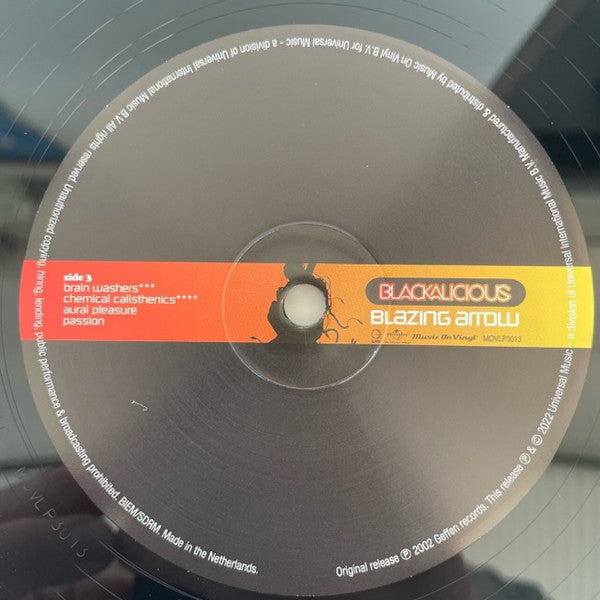 side 3
brain washers***
chemical calisthenics****
aural pleasure
passion
BLACKALICIOUS
BLAZING ARROW
Music On Vinyl MOVLP3013
All rights reserved. Unauthorized copying, hiring, lending, public performance & broadcasting prohibited. BIEM/SDRM. Made in the Netherlands.
Original release ℗ 2002 Geffen records. This release ℗ & © 2022 Universal Music - a division of Universal International Music B.V. Manufactured & distributed by Music On Vinyl B.V. for Universal Music - a division of Universal International Music B.V.
MOVLP3013